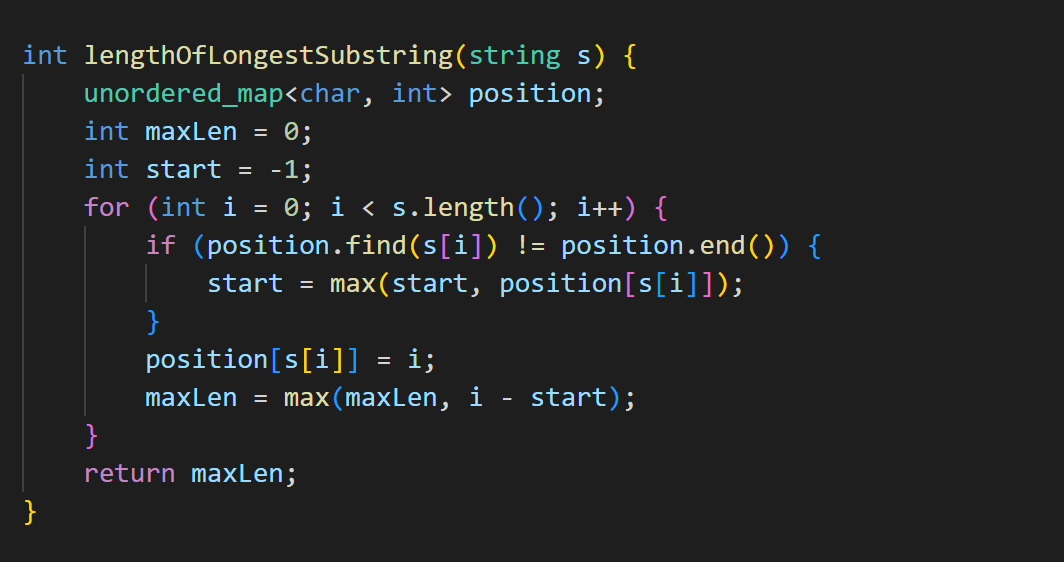 int lengthOfLongestSubstring(string s) {
    unordered_map<char, int> position;
    int maxLen = 0;
    int start = -1;
    for (int i = 0; i < s.length(); i++) {
        if (position.find(s[i]) != position.end()) {
            start = max(start, position[s[i]]);
        }
        position[s[i]] = i;
        maxLen = max(maxLen, i - start);
    }
    return maxLen;
}